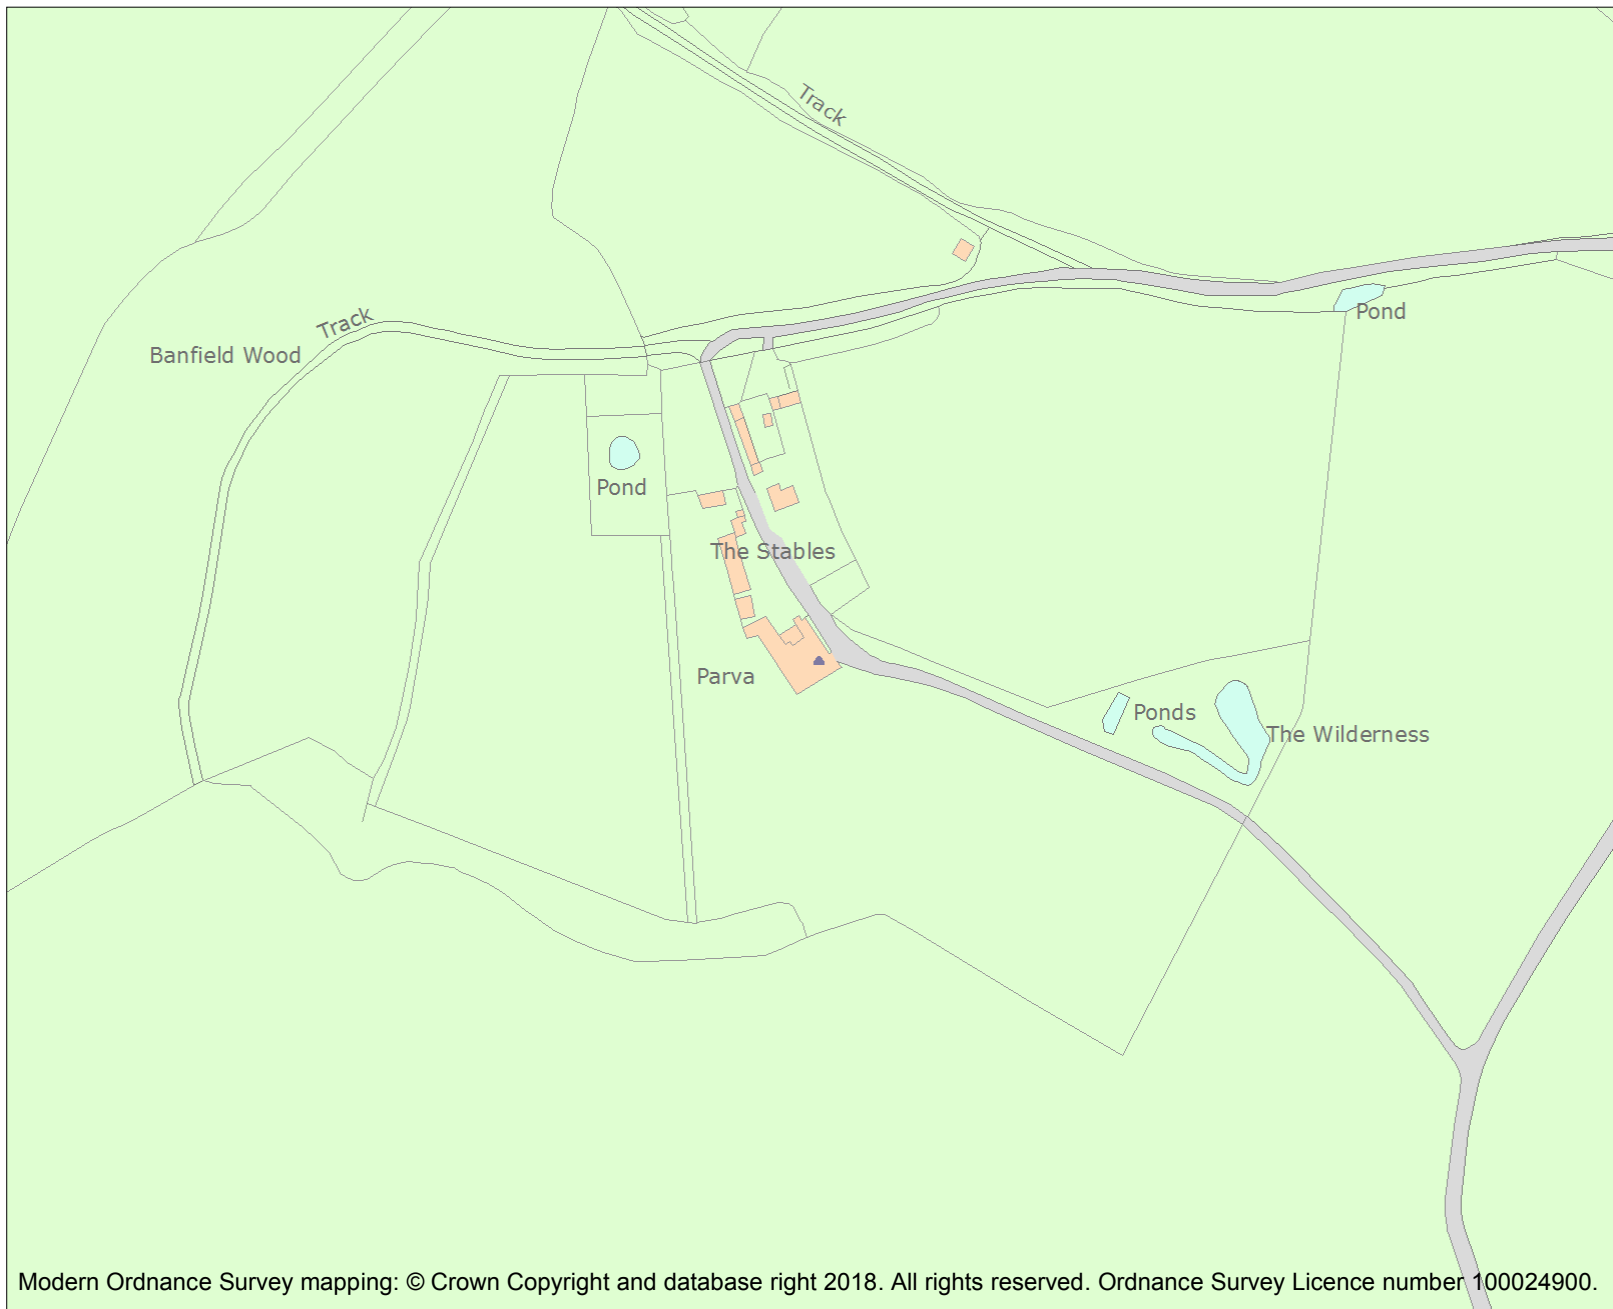 Track
Pond
Track
Banfield Wood
Pond
The Stables
Parva
Ponds
The Wilderness
Modern Ordnance Survey mapping: © Crown Copyright and database right 2018. All rights reserved. Ordnance Survey Licence number 100024900.